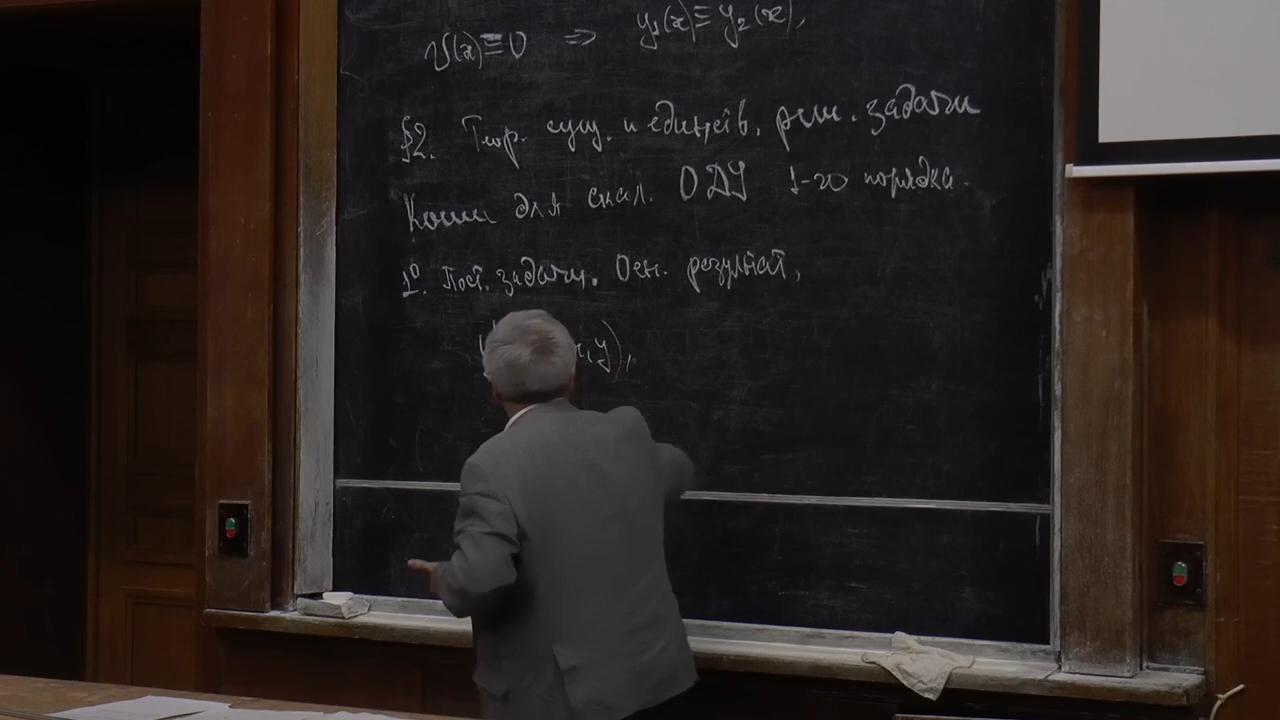 v(x)≡0 ⇒ y₁(x)≡y₂(x),
§2. Теор. сущ. и единств. реш. задачи
Коши для скал. ОДУ 1-го порядка.
1⁰. Пост. задачи. Осн. результат,
x,y),